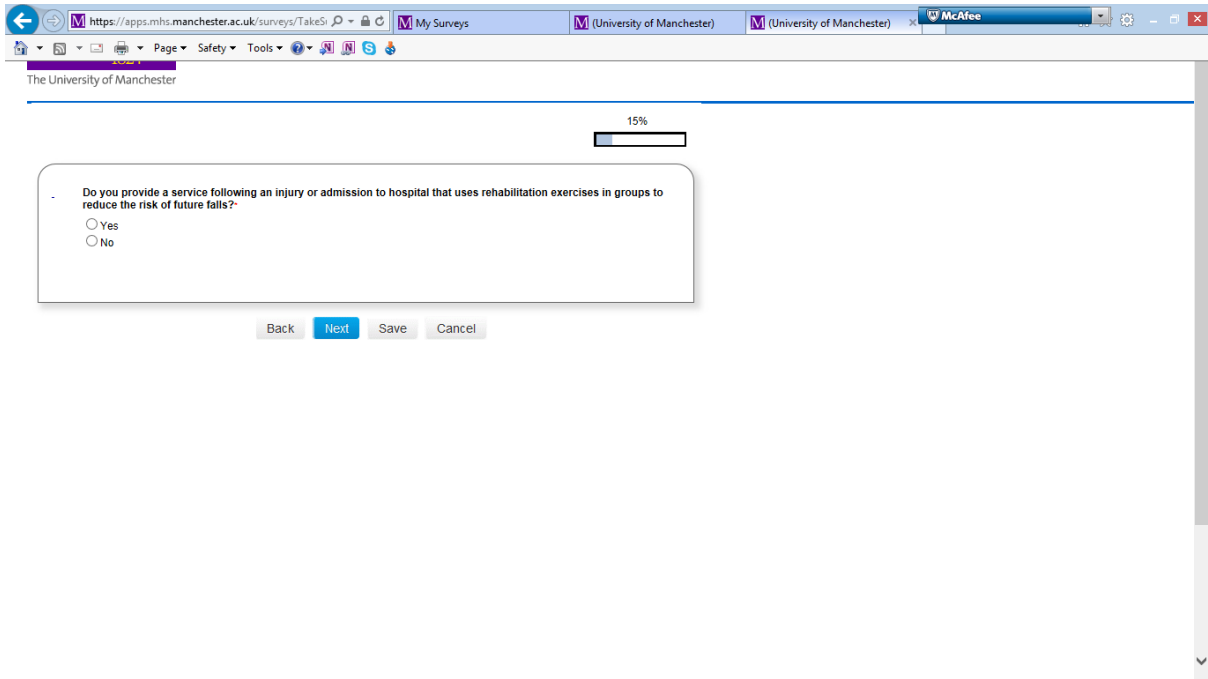 https://apps.mhs.manchester.ac.uk/surveys/TakeS
My Surveys
(University of Manchester)
(University of Manchester)
McAfee
Page Safety Tools
The University of Manchester
15%
Do you provide a service following an injury or admission to hospital that uses rehabilitation exercises in groups to
reduce the risk of future falls?*
Yes
No
Back Next Save Cancel